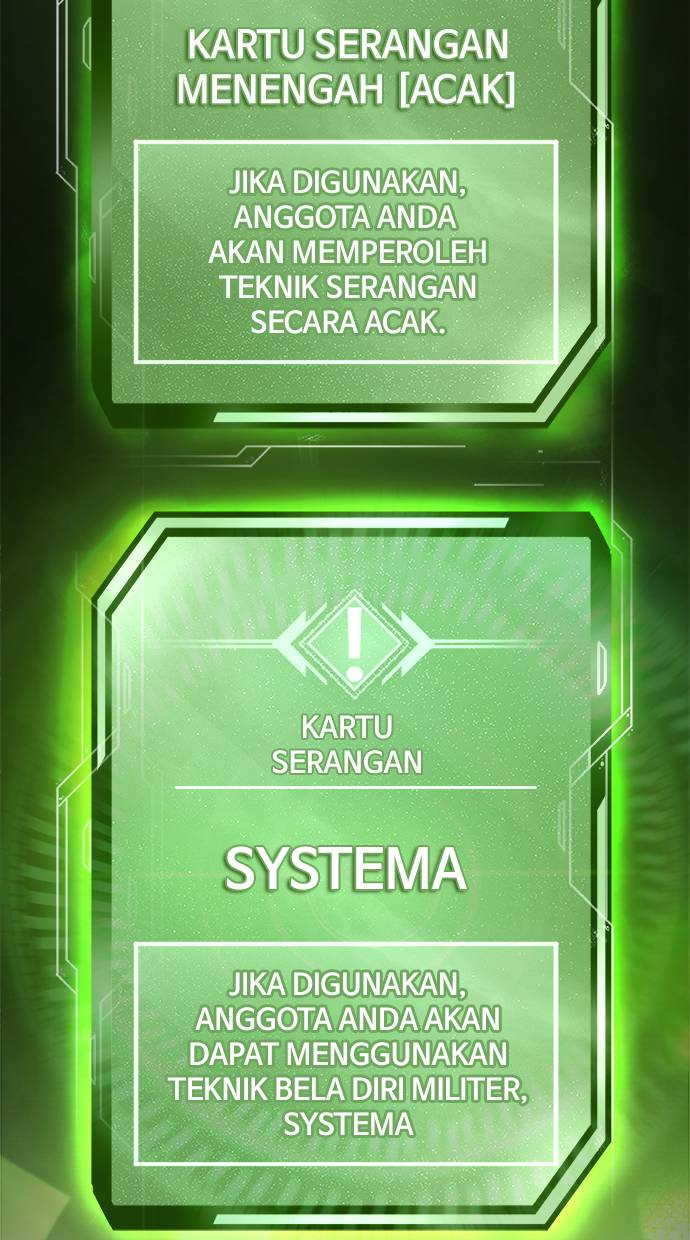 KARTU SERANGAN
MENENGAH [ACAK]
JIKA DIGUNAKAN,
ANGGOTA ANDA
AKAN MEMPEROLEH
TEKNIK SERANGAN
SECARA ACAK.
!
KARTU
SERANGAN
SYSTEMA
JIKA DIGUNAKAN,
ANGGOTA ANDA AKAN
DAPAT MENGGUNAKAN
TEKNIK BELA DIRI MILITER,
SYSTEMA